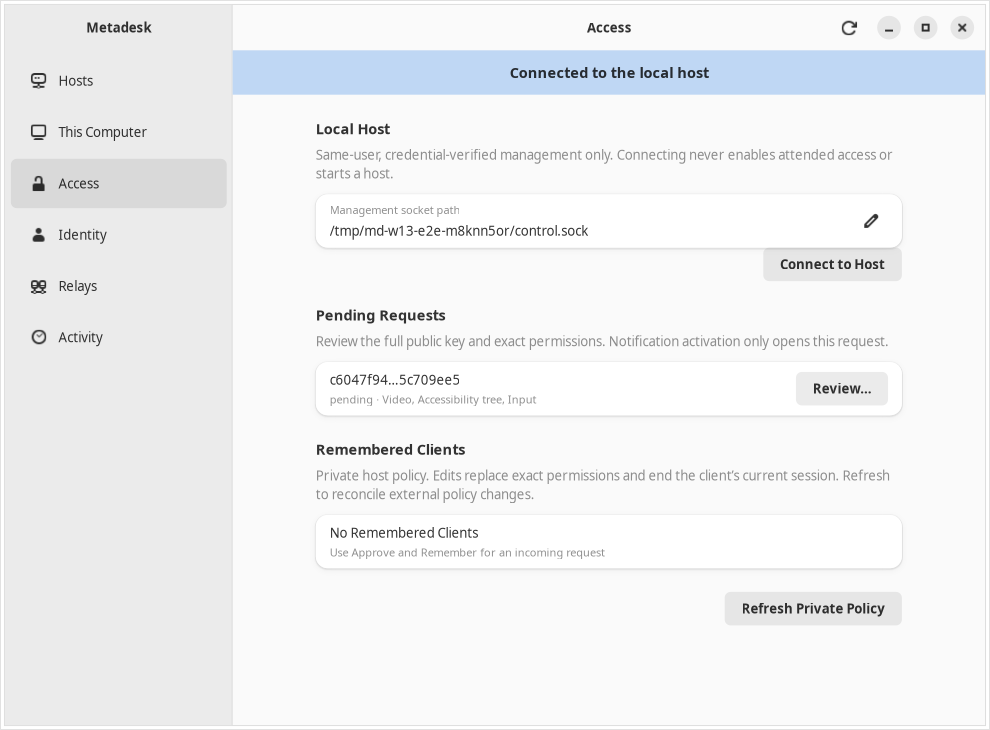 Metadesk
Access
Hosts
This Computer
Access
Identity
Relays
Activity
Connected to the local host
Local Host
Same-user, credential-verified management only. Connecting never enables attended access or
starts a host.
Management socket path
/tmp/md-w13-e2e-m8knn5or/control.sock
Connect to Host
Pending Requests
Review the full public key and exact permissions. Notification activation only opens this request.
c6047f94…5c709ee5
pending · Video, Accessibility tree, Input
Review…
Remembered Clients
Private host policy. Edits replace exact permissions and end the client's current session. Refresh
to reconcile external policy changes.
No Remembered Clients
Use Approve and Remember for an incoming request
Refresh Private Policy